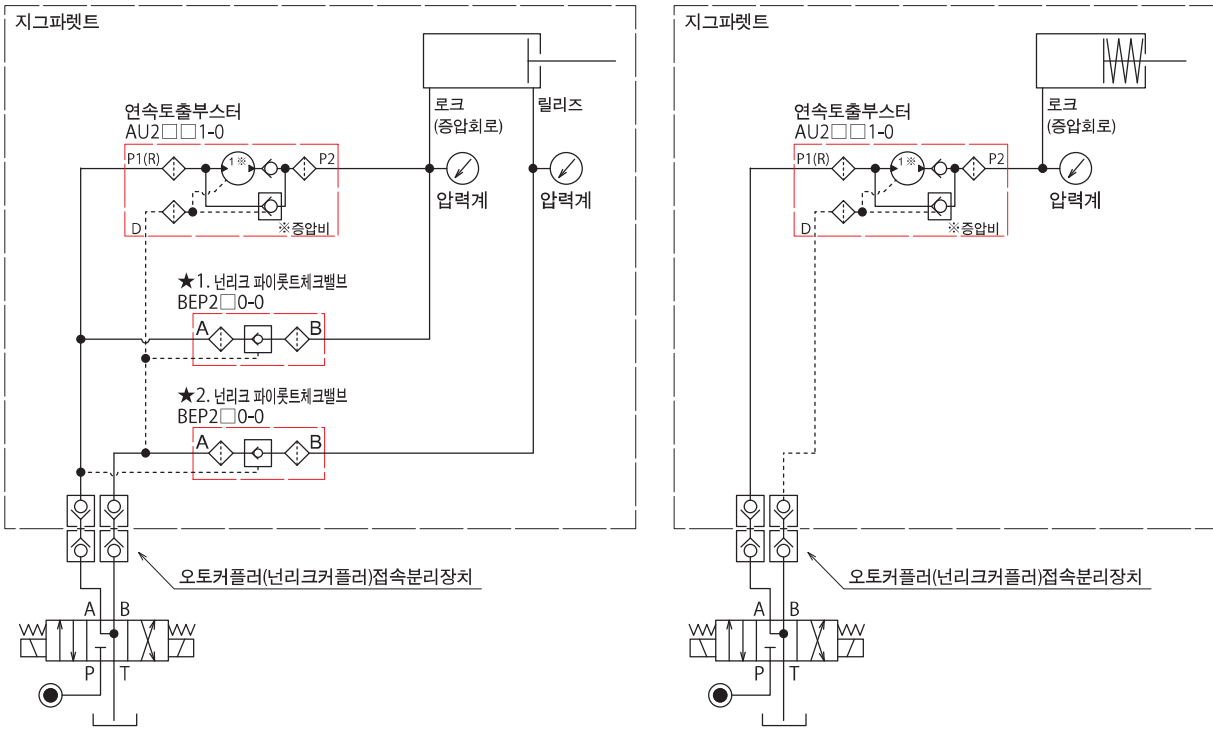 지그파렛트
로크
(증압회로)
릴리즈
연속토출부스터
AU2□□1-0
P1(R)
1※
P2
D
※증압비
압력계
압력계
★1. 넌리크 파이롯트체크밸브
BEP2□0-0
A
B
★2. 넌리크 파이롯트체크밸브
BEP2□0-0
A
B
오토커플러(넌리크커플러)접속분리장치
A
B
P
T
지그파렛트
로크
(증압회로)
연속토출부스터
AU2□□1-0
P1(R)
1※
P2
D
※증압비
압력계
오토커플러(넌리크커플러)접속분리장치
A
B
P
T